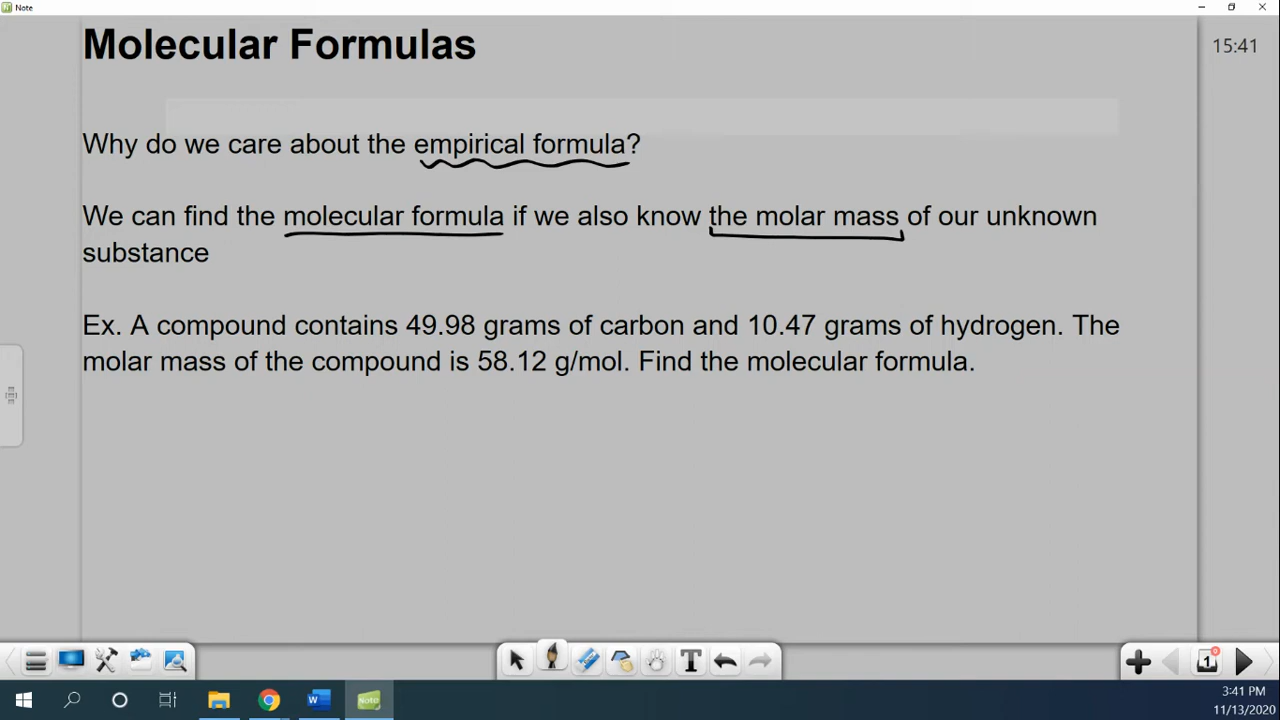 Note
Molecular Formulas
15:41
Why do we care about the empirical formula?
We can find the molecular formula if we also know the molar mass of our unknown
substance
Ex. A compound contains 49.98 grams of carbon and 10.47 grams of hydrogen. The
molar mass of the compound is 58.12 g/mol. Find the molecular formula.
T
1
Note
3:41 PM
11/13/2020